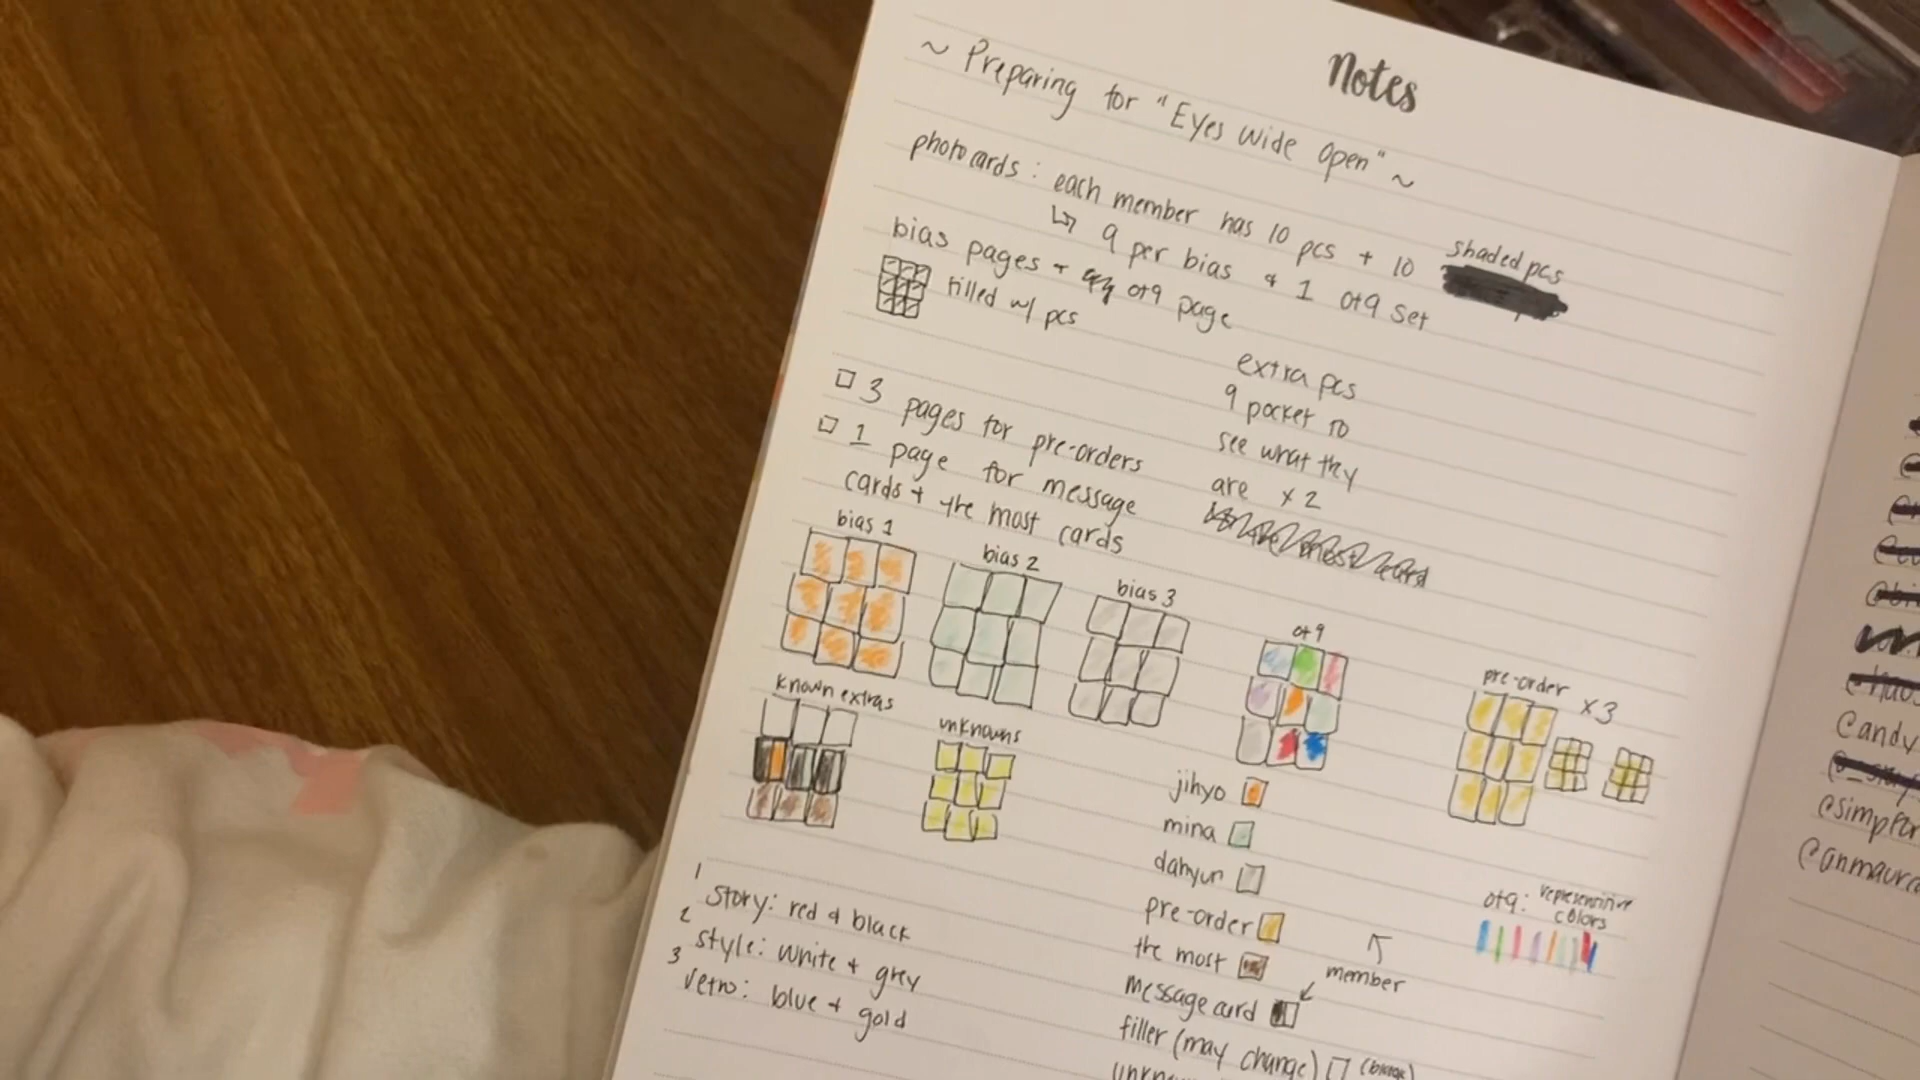 Notes
~ Preparing for "Eyes Wide Open" ~
photocards: each member has 10 pcs + 10 shaded pcs
↳ 9 per bias & 1 ot9 set
bias pages + ot9 page
filled w/ pcs
extra pcs
9 pocket to
see what they
are x2
□ 3 pages for pre-orders
□ 1 page for message
cards + the most cards
bias 1
bias 2
bias 3
ot9
pre-order x3
known extras
unknowns
jihyo
mina
dahyun
pre-order
the most
message card
filler (may change)
member
ot9:
colors
1 story: red & black
2 style: white + grey
3 retro: blue + gold
@andy
@simpfor
@anmaura